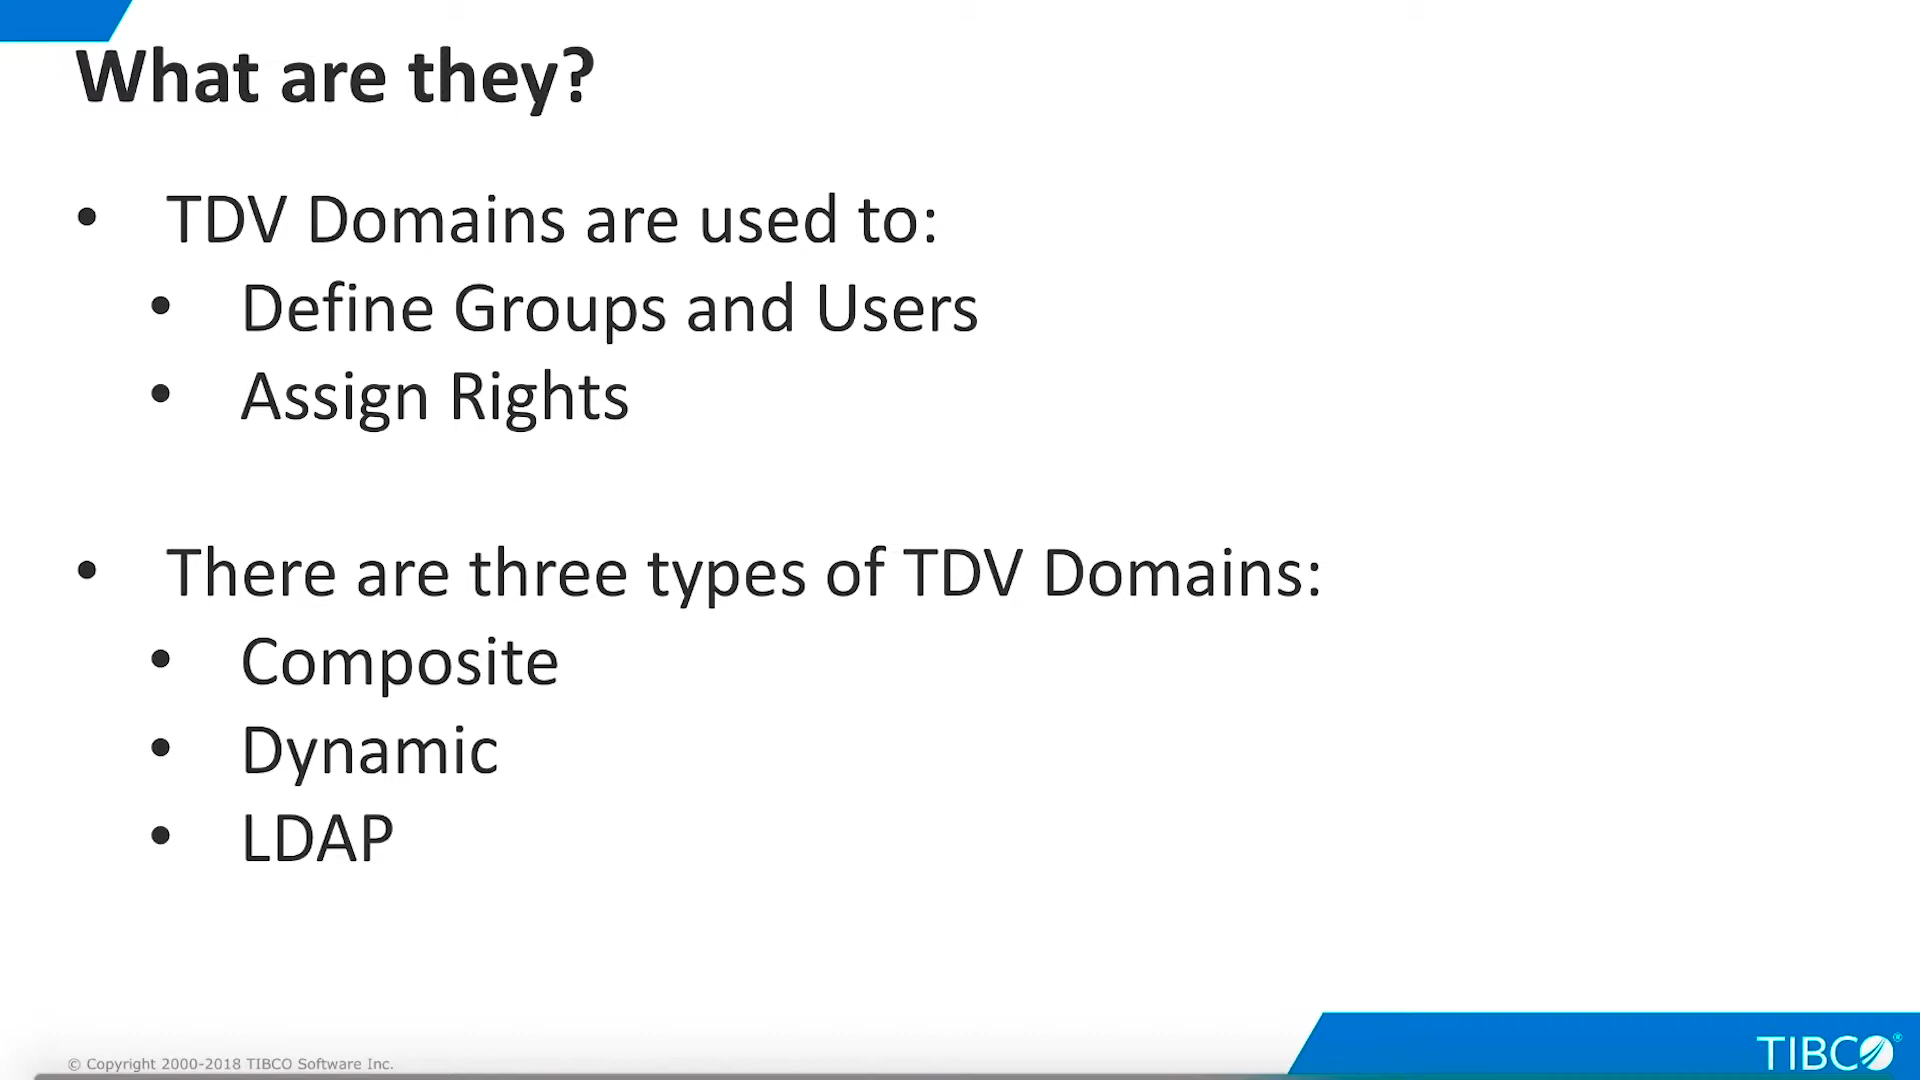 What are they?
• TDV Domains are used to:
• Define Groups and Users
• Assign Rights
• There are three types of TDV Domains:
• Composite
• Dynamic
• LDAP
© Copyright 2000-2018 TIBCO Software Inc.
TIBCO®